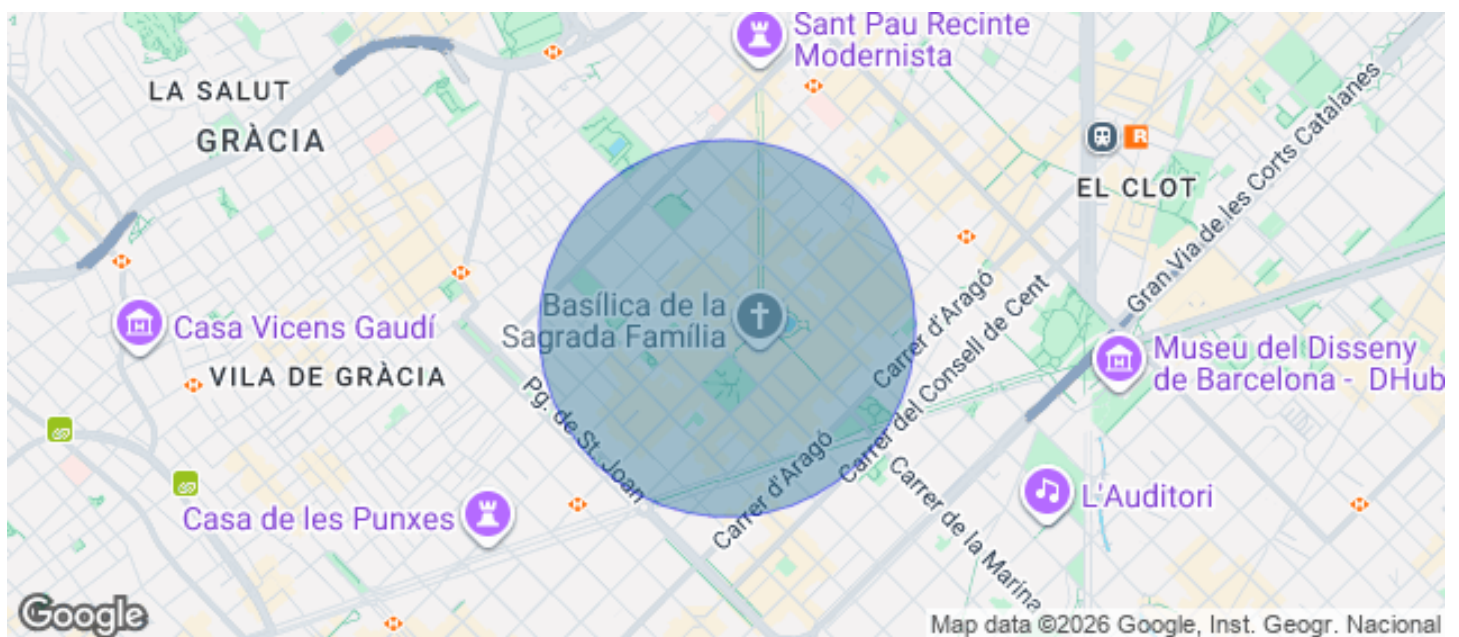 Sant Pau Recinte
Modernista
LA SALUT
GRÀCIA
R
EL CLOT
Gran Via de les Corts Catalanes
Basílica de la
Sagrada Família
Casa Vicens Gaudí
Carrer d'Aragó
Carrer del Consell de Cent
Museu del Disseny
de Barcelona - DHub
VILA DE GRÀCIA
Pg. de St. Joan
Carrer d'Aragó
Carrer de la Marina
L'Auditori
Casa de les Punxes
Google
Map data ©2026 Google, Inst. Geogr. Nacional